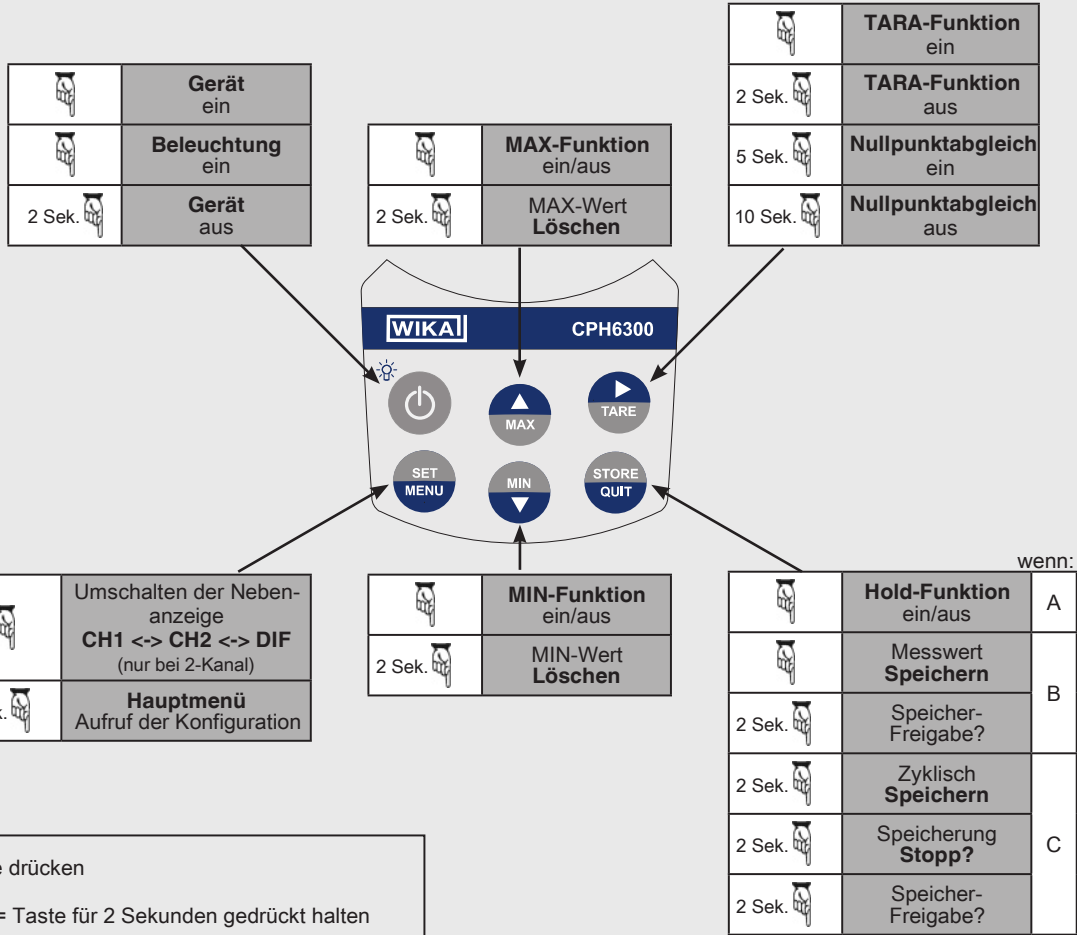 TARA-Funktion
ein
2 Sek.
TARA-Funktion
aus
5 Sek.
Nullpunktabgleich
ein
10 Sek.
Nullpunktabgleich
aus
Gerät
ein
Beleuchtung
ein
2 Sek.
Gerät
aus
MAX-Funktion
ein/aus
2 Sek.
MAX-Wert
Löschen
WIKAI
CPH6300
MAX
TARE
SET
MENU
MIN
STORE
QUIT
Umschalten der Neben-
anzeige
CH1 <-> CH2 <-> DIF
(nur bei 2-Kanal)
Hauptmenü
Aufruf der Konfiguration
MIN-Funktion
ein/aus
2 Sek.
MIN-Wert
Löschen
wenn:
Hold-Funktion
ein/aus
A
Messwert
Speichern
2 Sek.
Speicher-
Freigabe?
B
2 Sek.
Zyklisch
Speichern
2 Sek.
Speicherung
Stopp?
2 Sek.
Speicher-
Freigabe?
C
drücken
= Taste für 2 Sekunden gedrückt halten